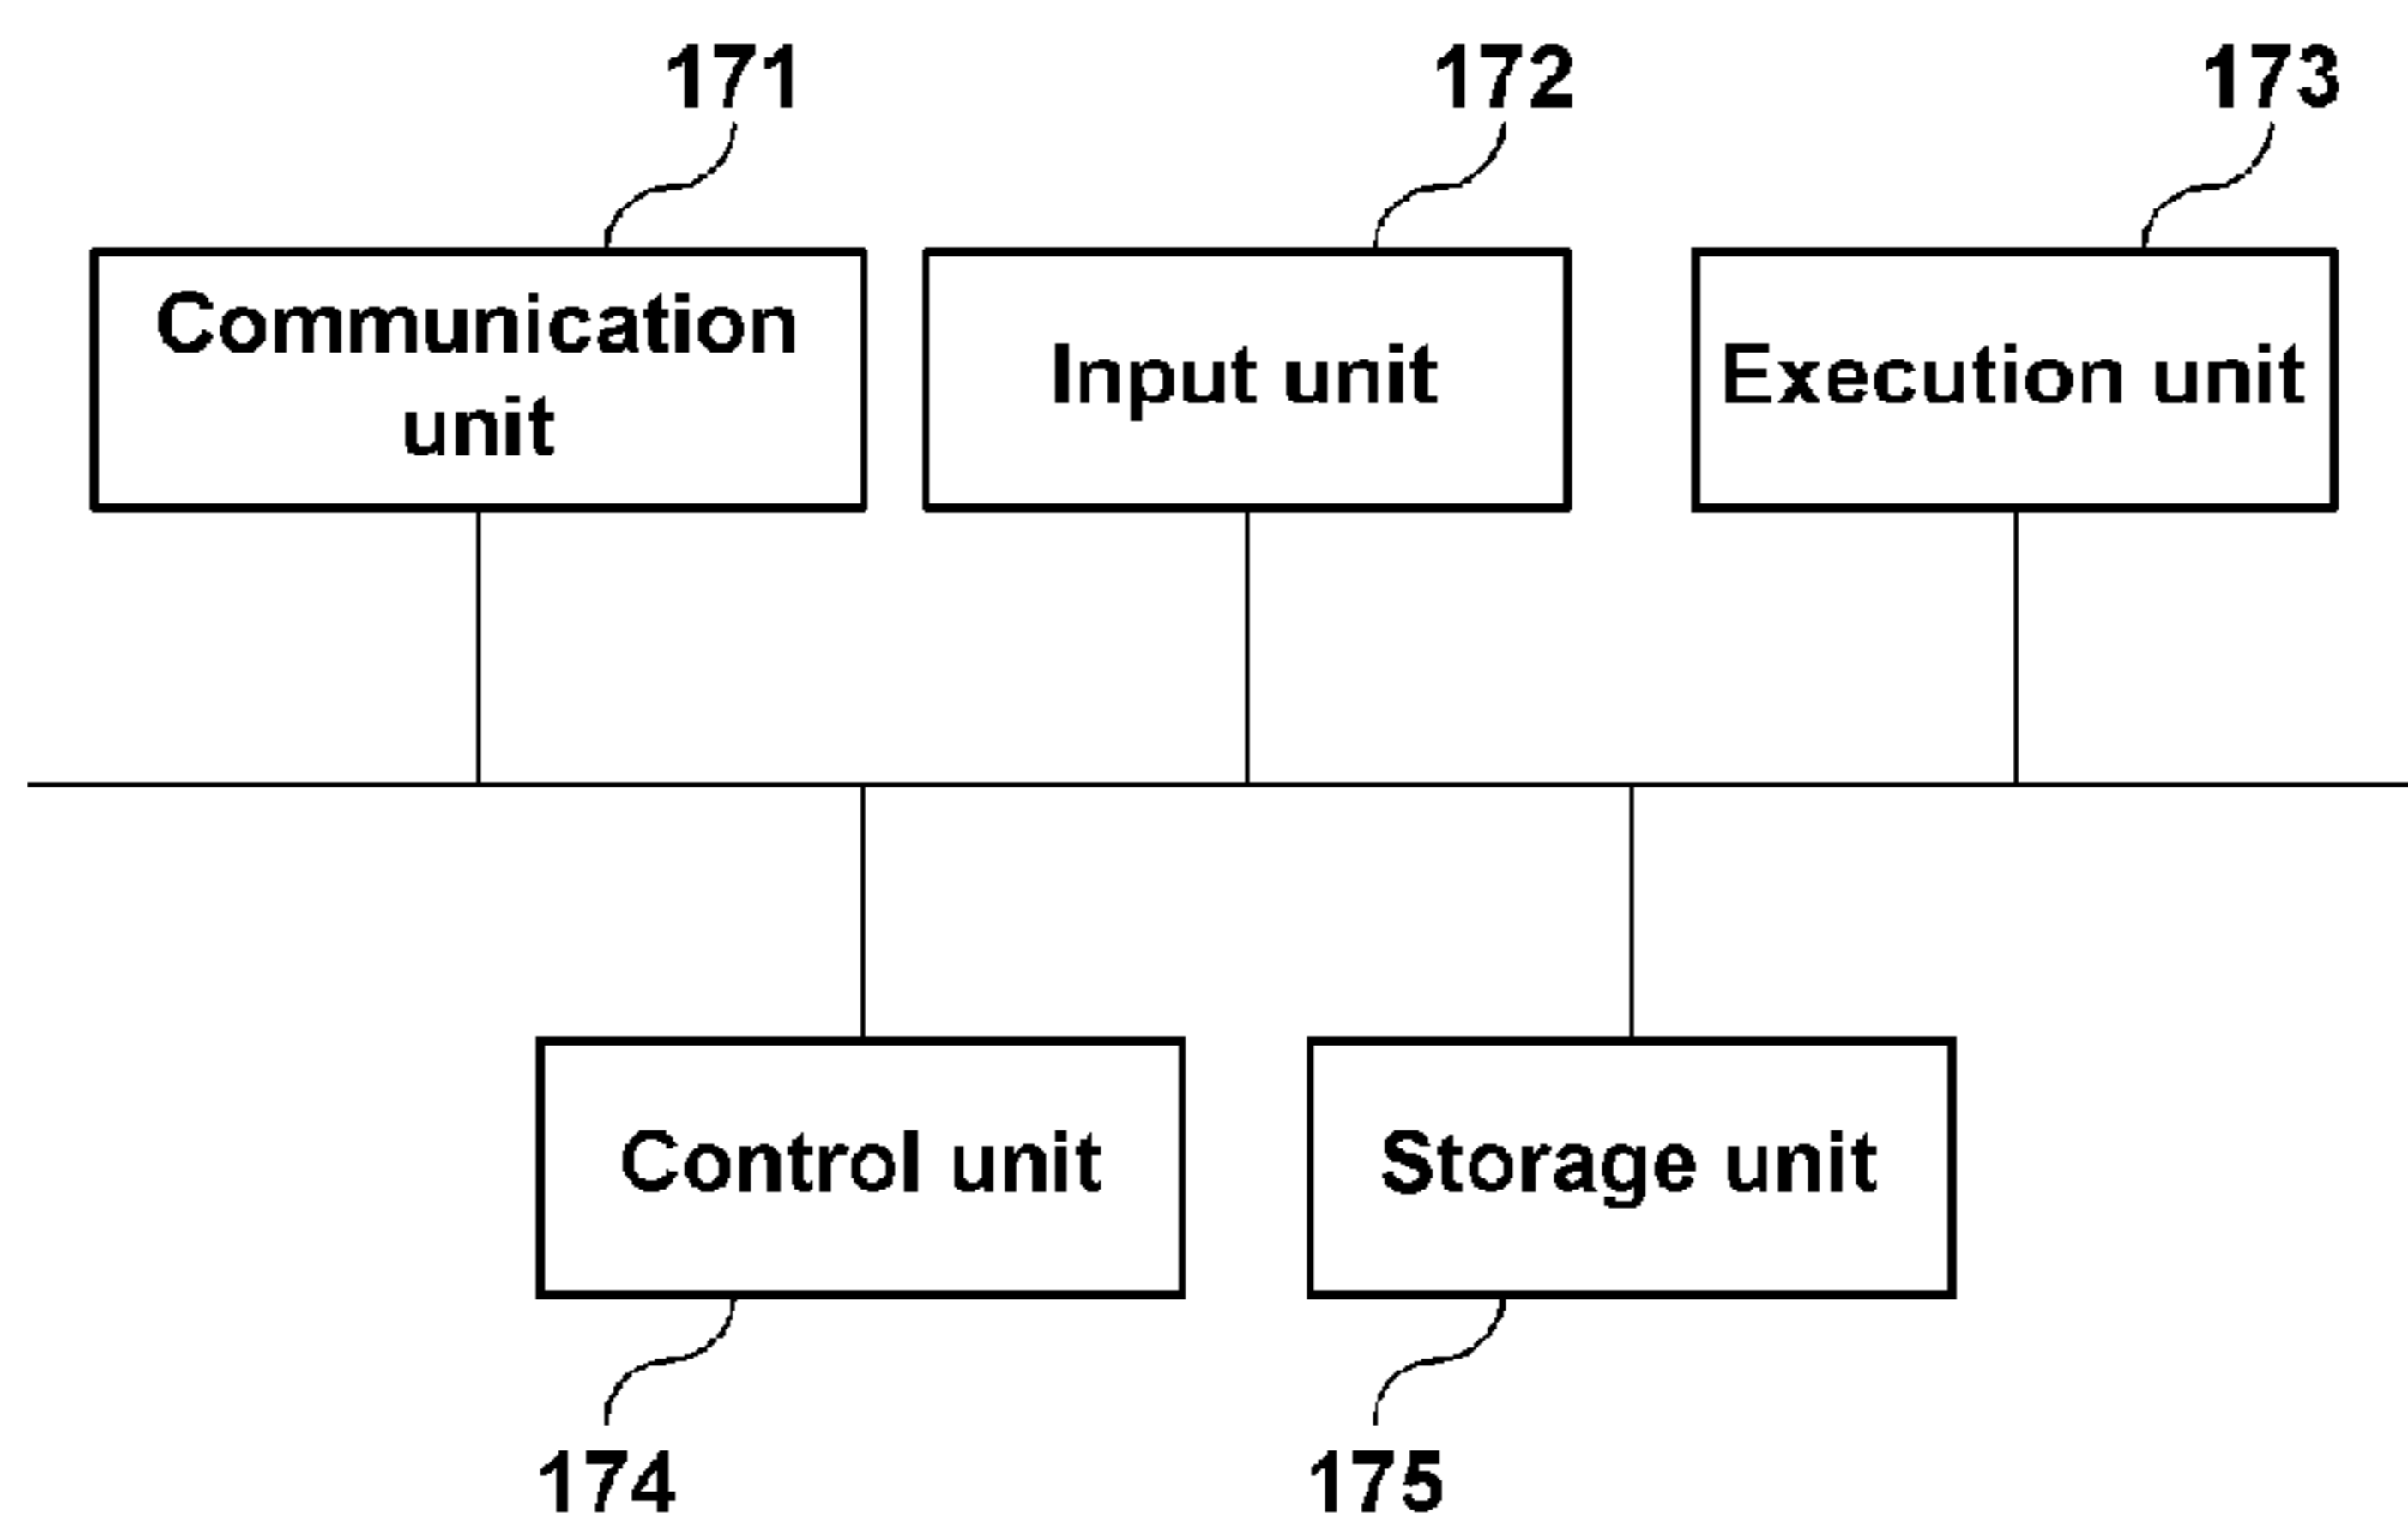 171
172
173
Communication
unit
Input unit
Execution unit
Control unit
Storage unit
174
175